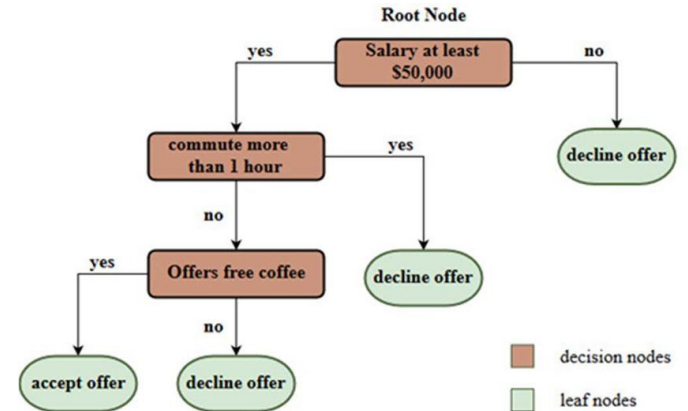 Root Node
yes
Salary at least
$50,000
no
commute more
than 1 hour
yes
decline offer
no
yes
Offers free coffee
decline offer
no
accept offer
decline offer
decision nodes
leaf nodes